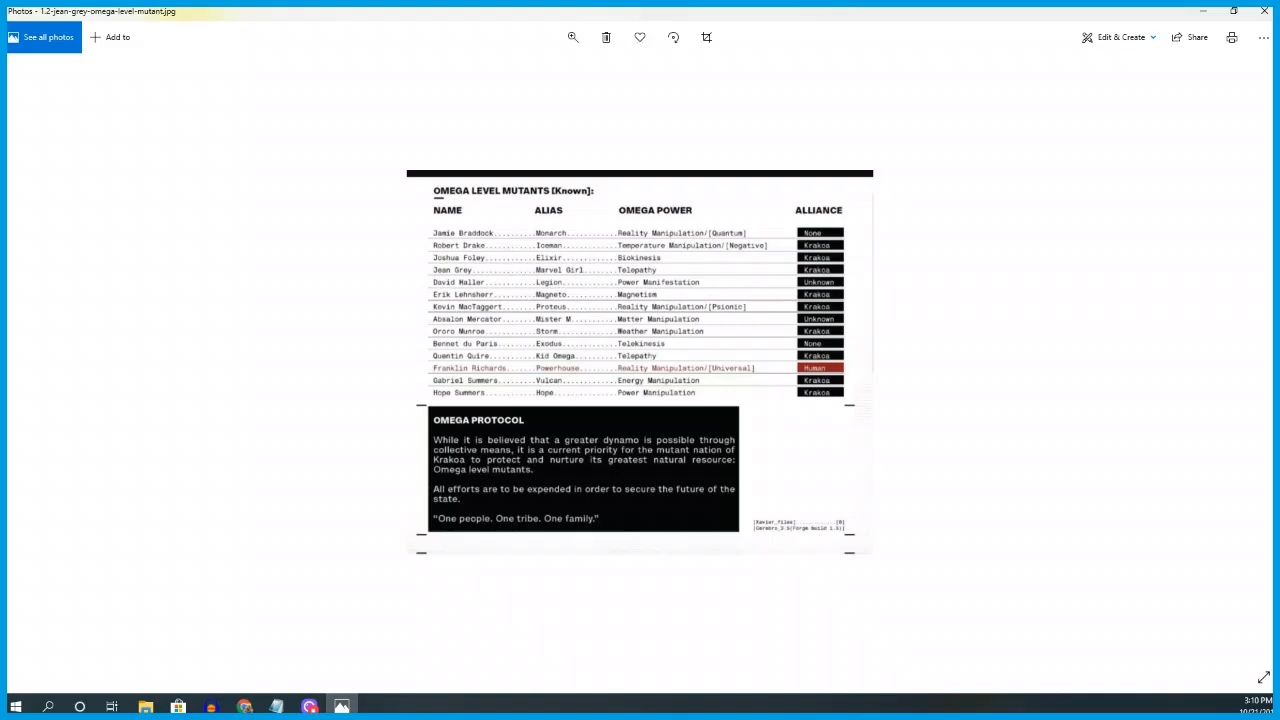 Photos - 1.2-jean-grey-omega-level-mutant.jpg
See all photos
Add to
Edit & Create
Share
OMEGA LEVEL MUTANTS [Known]:
NAME ALIAS OMEGA POWER ALLIANCE
Jamie Braddock..........Monarch............Reality Manipulation/[Quantum] None
Robert Drake............Iceman.............Temperature Manipulation/[Negative] Krakoa
Joshua Foley............Elixir.............Biokinesis Krakoa
Jean Grey...............Marvel Girl........Telepathy Krakoa
David Haller............Legion.............Power Manifestation Unknown
Erik Lehnsherr..........Magneto............Magnetism Krakoa
Kevin MacTaggert........Proteus............Reality Manipulation/[Psionic] Krakoa
Absalon Mercator........Mister M...........Matter Manipulation Unknown
Ororo Munroe............Storm..............Weather Manipulation Krakoa
Bennet du Paris.........Exodus.............Telekinesis None
Quentin Quire...........Kid Omega..........Telepathy Krakoa
Franklin Richards.......Powerhouse.........Reality Manipulation/[Universal] Human
Gabriel Summers.........Vulcan.............Energy Manipulation Krakoa
Hope Summers............Hope...............Power Manipulation Krakoa
OMEGA PROTOCOL
While it is believed that a greater dynamo is possible through
collective means, it is a current priority for the mutant nation of
Krakoa to protect and nurture its greatest natural resource:
Omega level mutants.
All efforts are to be expended in order to secure the future of the
state.
"One people. One tribe. One family."
[Xavier_files]
3:10 PM